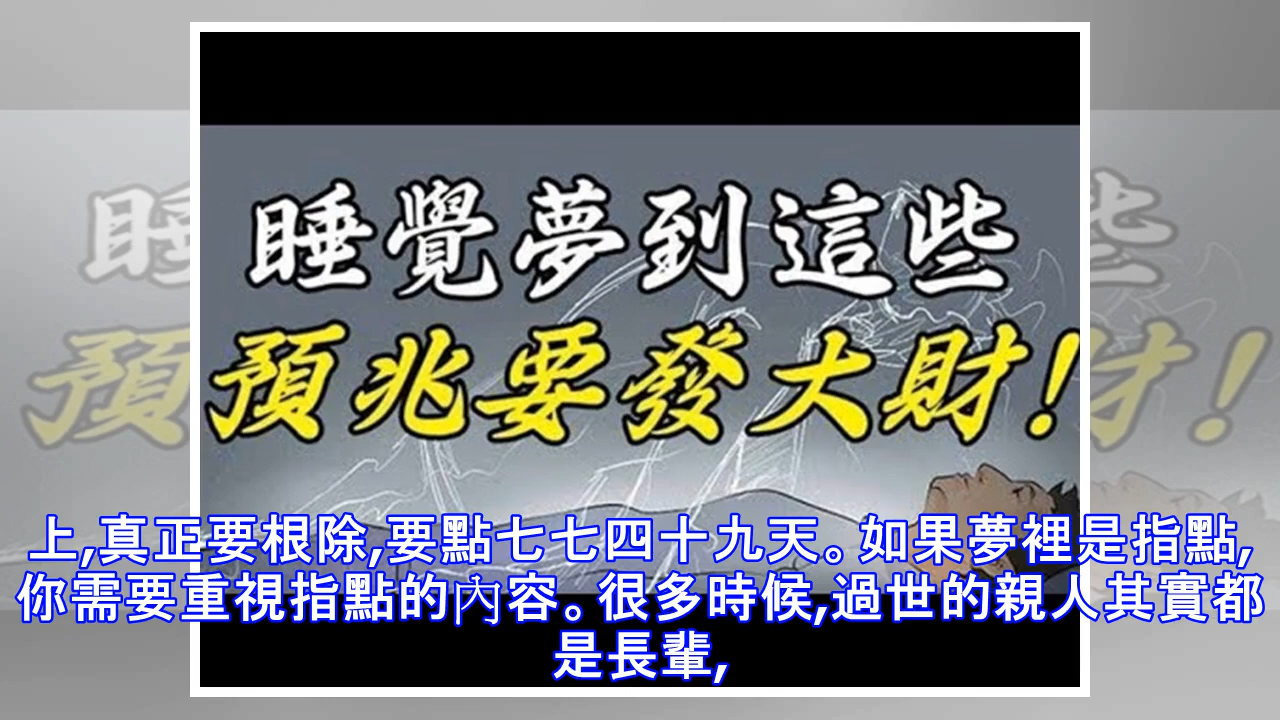 睡覺夢到這些
預兆要發大財!
上,真正要根除,要點七七四十九天。如果夢裡是指點,
你需要重視指點的內容。很多時候,過世的親人其實都
是長輩,